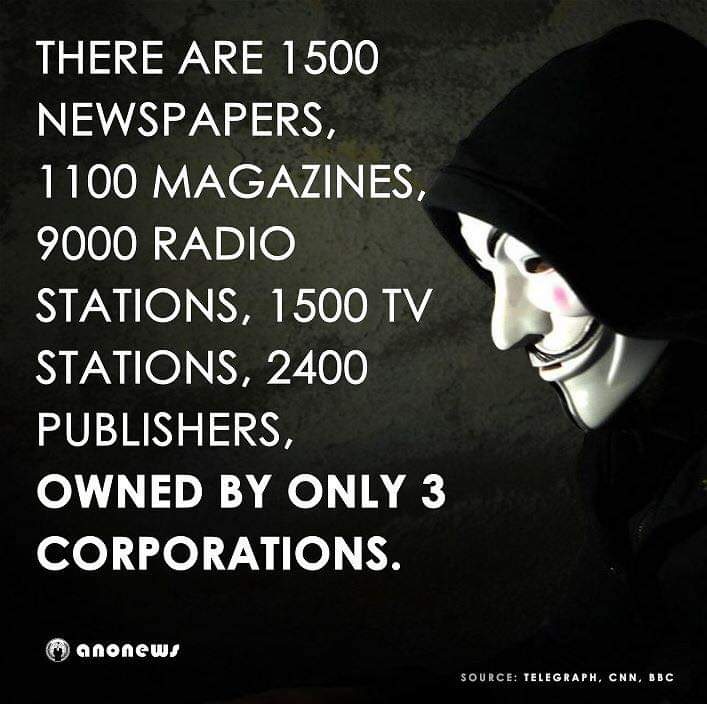 THERE ARE 1500
NEWSPAPERS,
1100 MAGAZINES,
9000 RADIO
STATIONS, 1500 TV
STATIONS, 2400
PUBLISHERS,
OWNED BY ONLY 3
CORPORATIONS.
anonews
SOURCE: TELEGRAPH, CNN, BBC